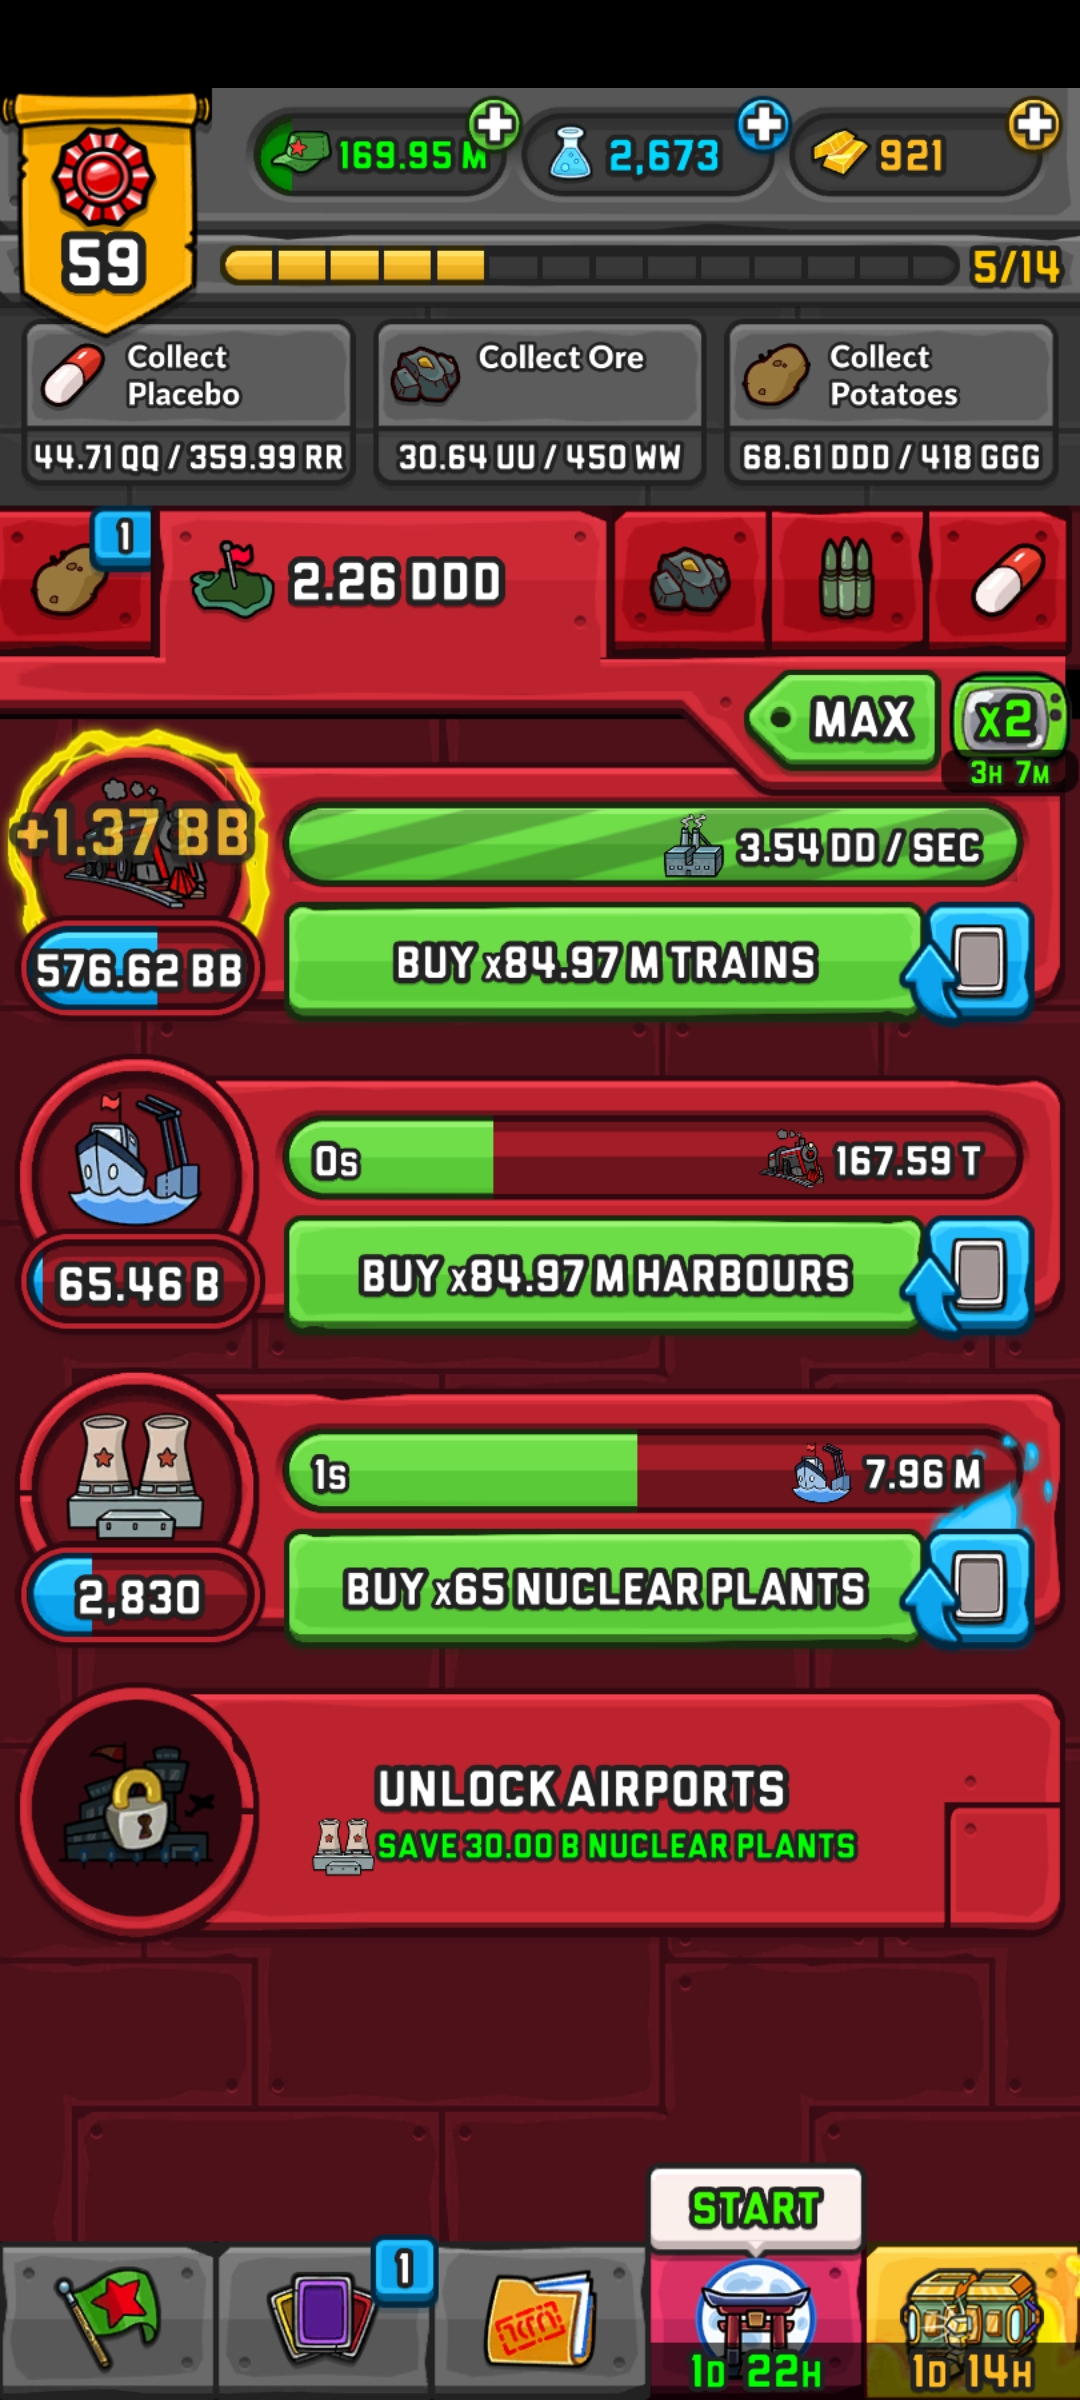 169.95 M
2,673
921
59
5/14
Collect
Placebo
44.71 QQ / 359.99 RR
Collect Ore
30.64 UU / 450 WW
Collect
Potatoes
68.61 DDD / 418 GGG
1
2.26 DDD
MAX
x2
3H 7M
+1.37 BB
3.54 DD / SEC
576.62 BB
BUY x84.97 M TRAINS
0s
167.59 T
65.46 B
BUY x84.97 M HARBOURS
1s
7.96 M
2,830
BUY x65 NUCLEAR PLANTS
UNLOCK AIRPORTS
SAVE 30.00 B NUCLEAR PLANTS
START
1
1D 22H
1D 14H